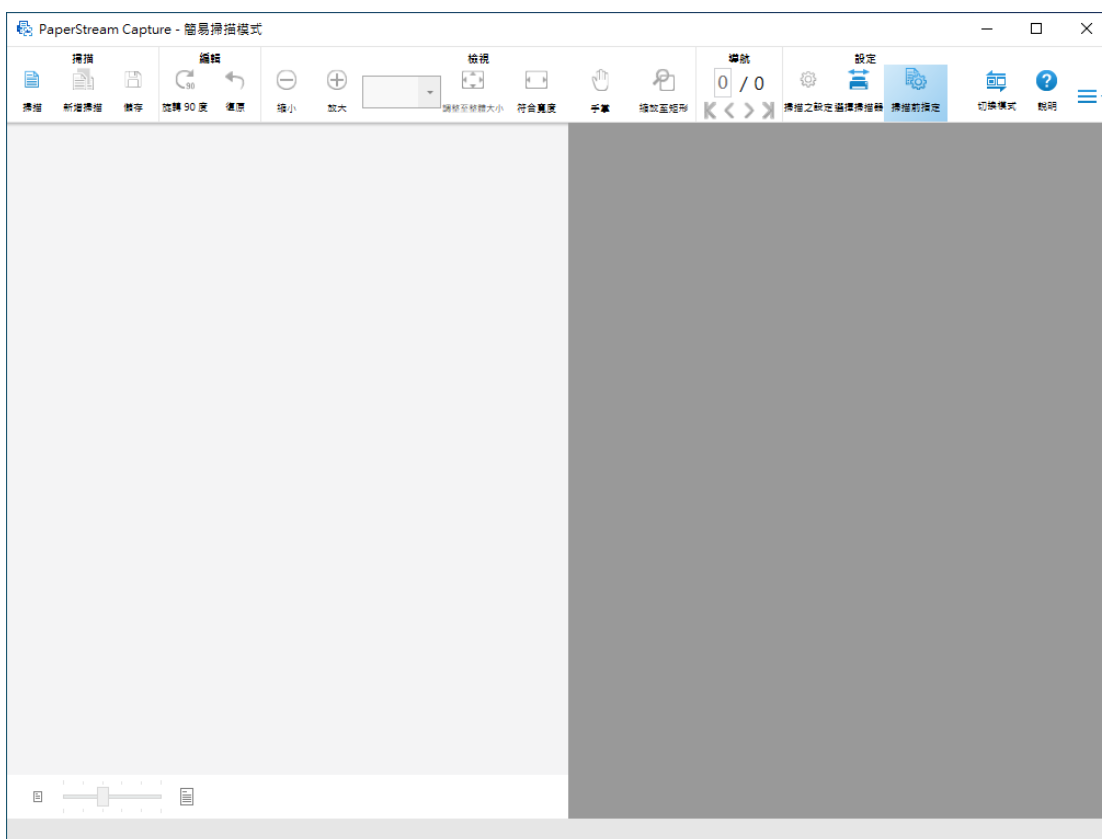 PaperStream Capture - 簡易掃描模式
掃描 編輯 檢視 導航 設定
90 0 / 0
掃描 新增掃描 儲存 旋轉 90 度 復原 縮小 放大 調整至整體大小 符合寬度 手掌 縮放至矩形 掃描之設定 選擇掃描器 掃描前指定 切換模式 說明